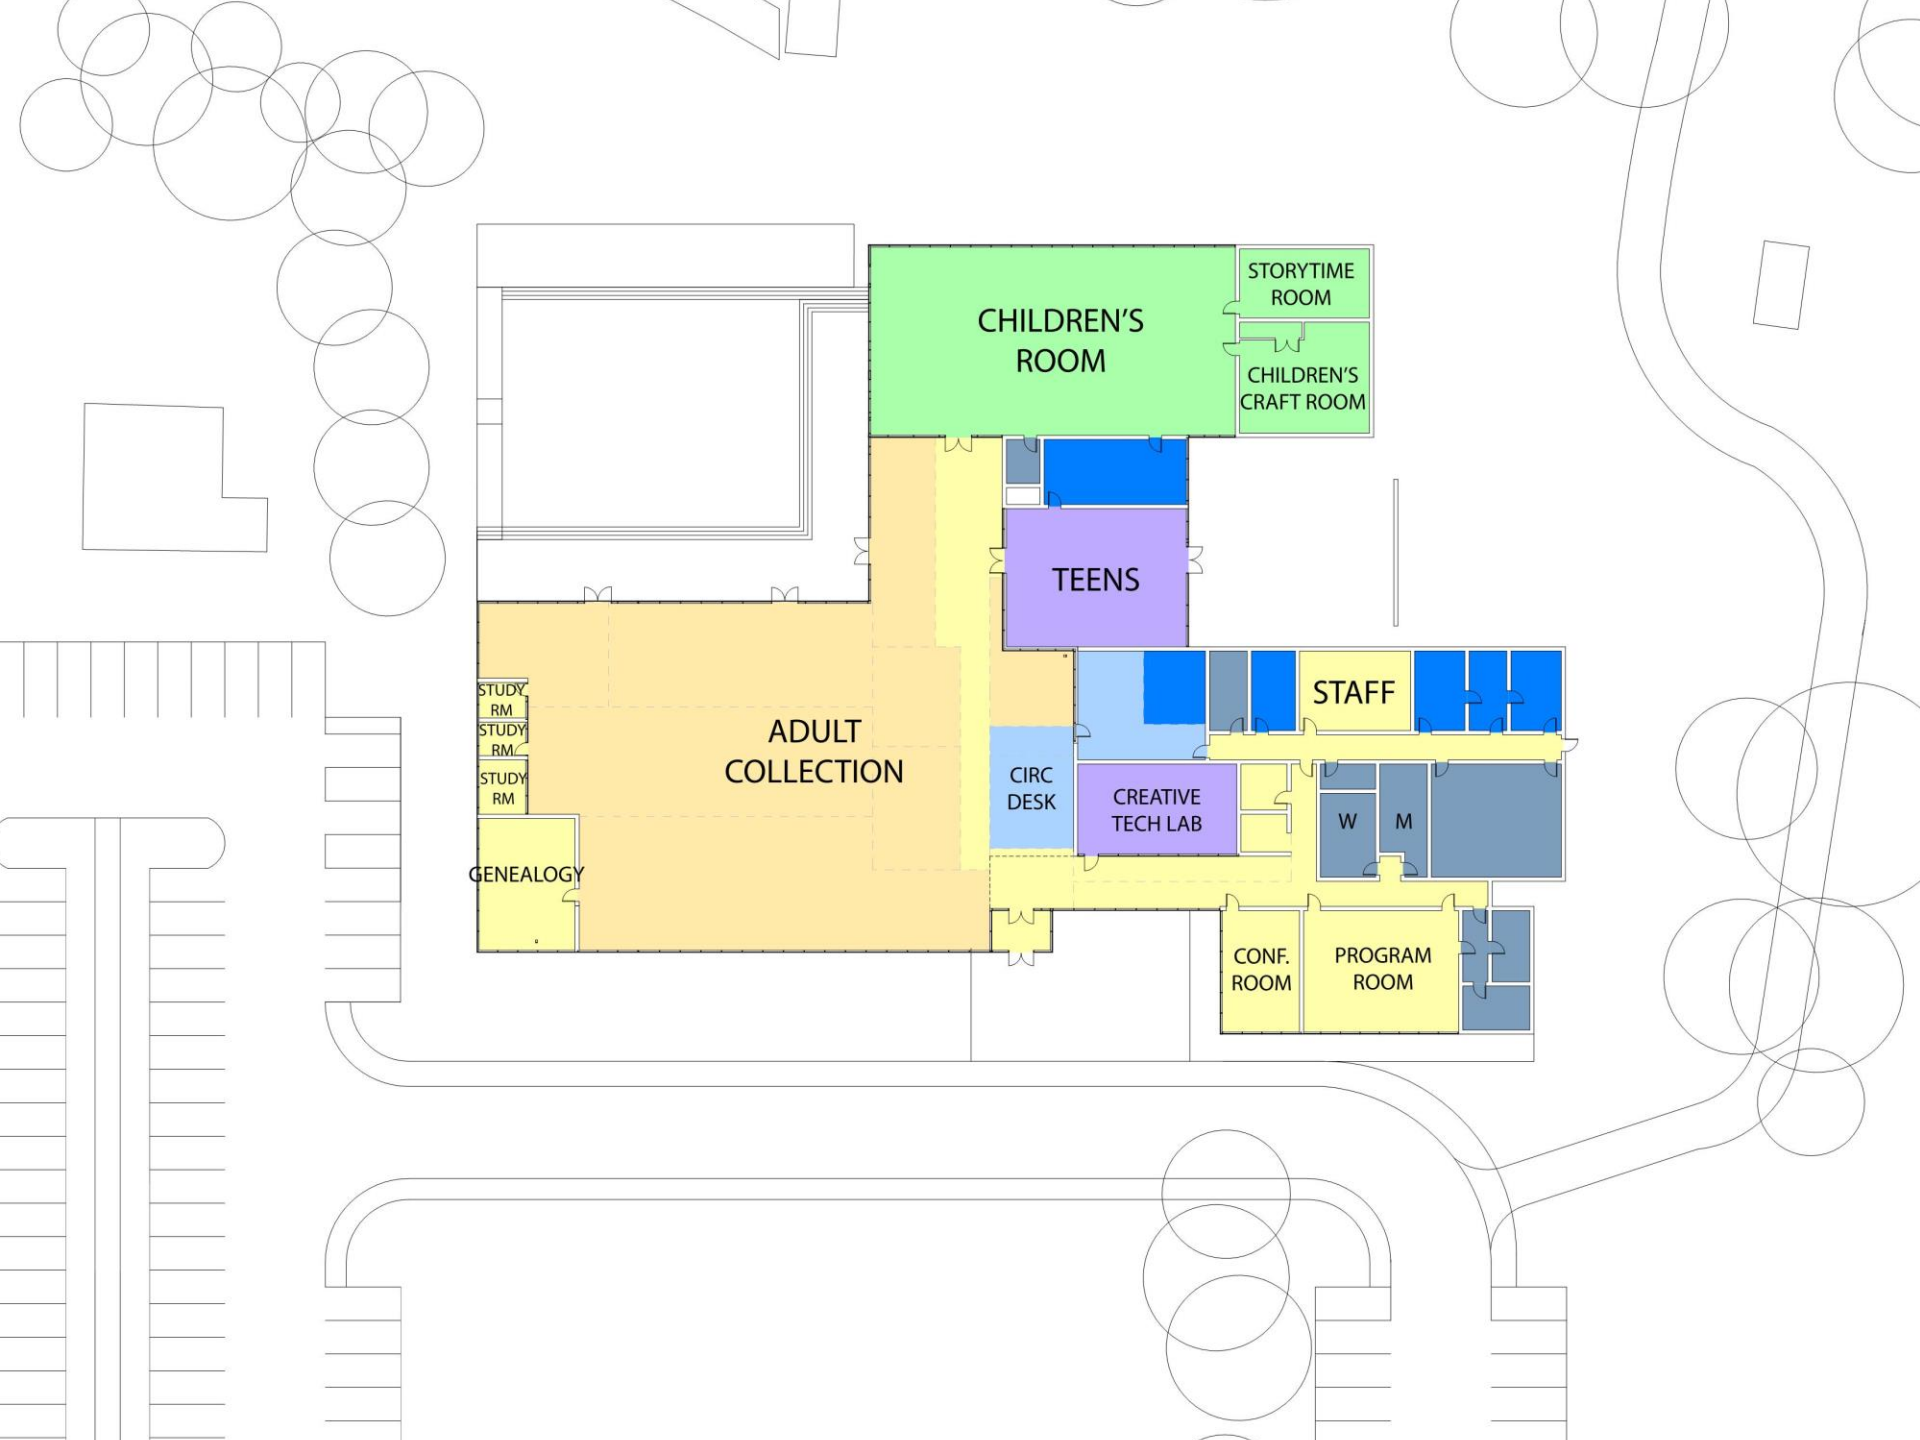 CHILDREN'S
ROOM
STORYTIME
ROOM
CHILDREN'S
CRAFT ROOM
TEENS
STUDY
RM
STUDY
RM
STUDY
RM
GENEALOGY
ADULT
COLLECTION
CIRC
DESK
CREATIVE
TECH LAB
STAFF
W
M
CONF.
ROOM
PROGRAM
ROOM